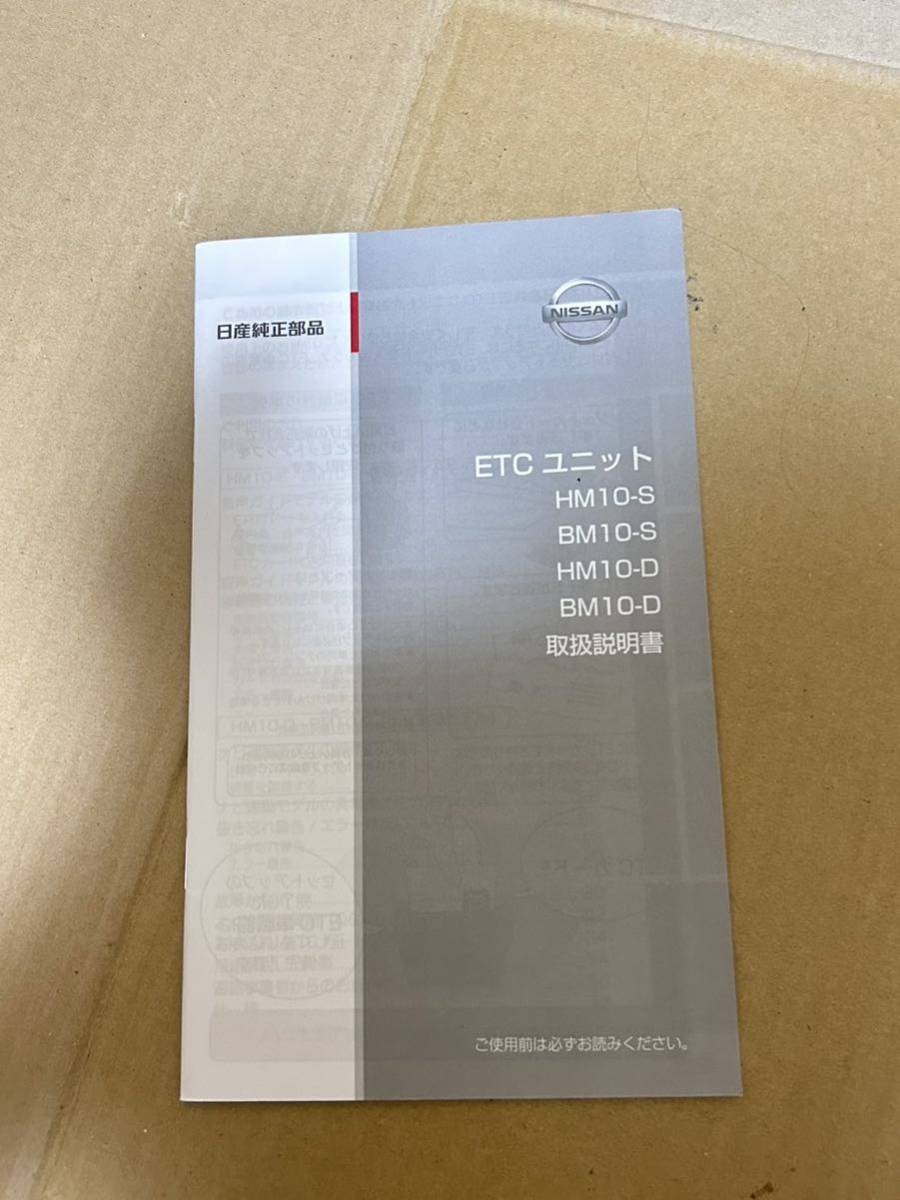 日産純正部品
NISSAN
ETC ユニット
HM10-S
BM10-S
HM10-D
BM10-D
取扱説明書
ご使用前は必ずお読みください。